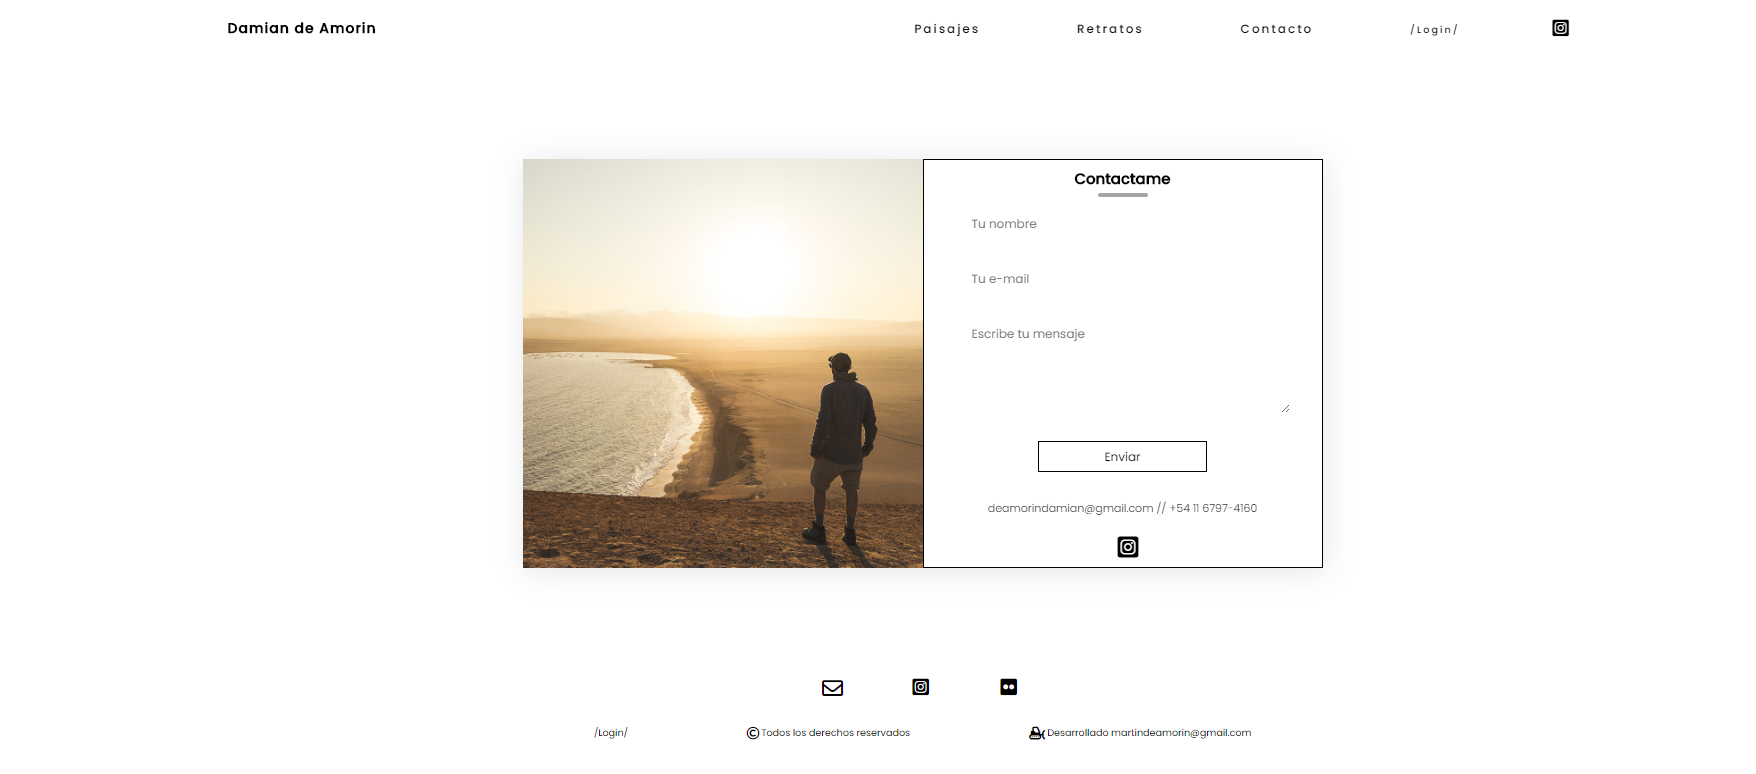 Damian de Amorin
Paisajes
Retratos
Contacto
/Login/
Contactame
Tu nombre
Tu e-mail
Escribe tu mensaje
Enviar
deamorindamian@gmail.com // +54 11 6797-4160
/Login/
© Todos los derechos reservados
Desarrollado martindeamorin@gmail.com